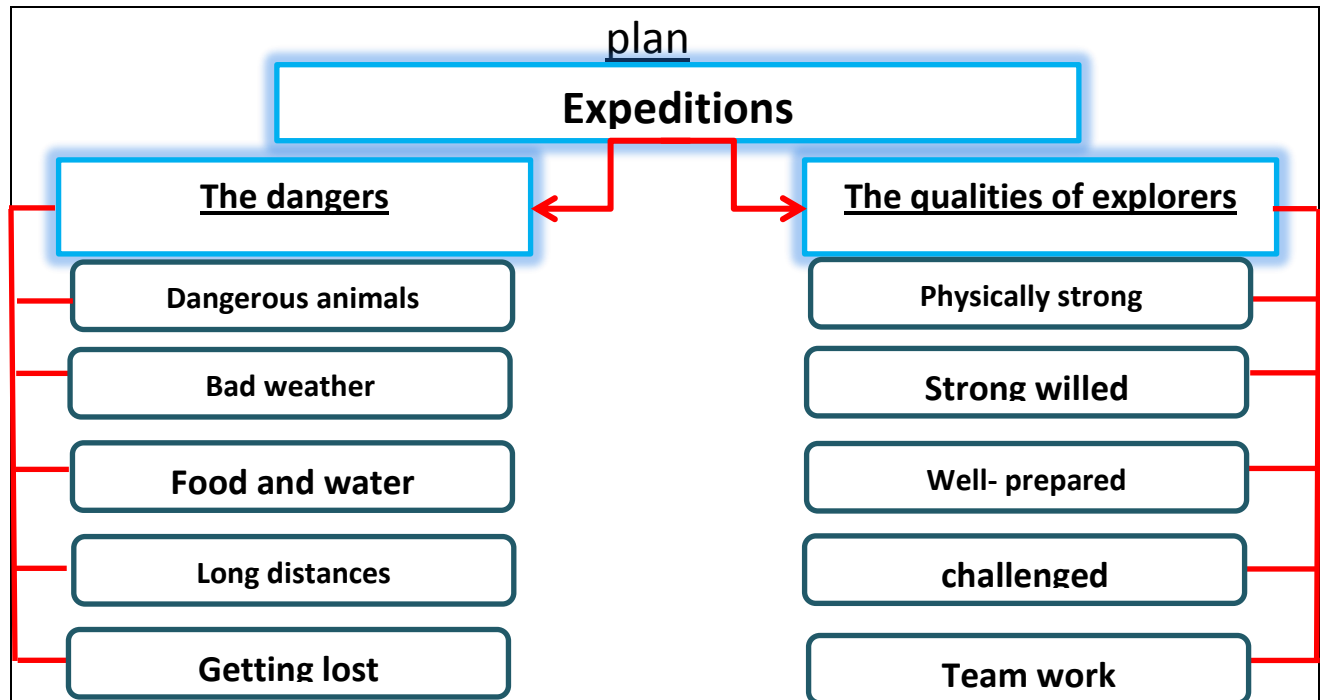 plan
Expeditions
The dangers
Dangerous animals
Bad weather
Food and water
Long distances
Getting lost
The qualities of explorers
Physically strong
Strong willed
Well- prepared
challenged
Team work